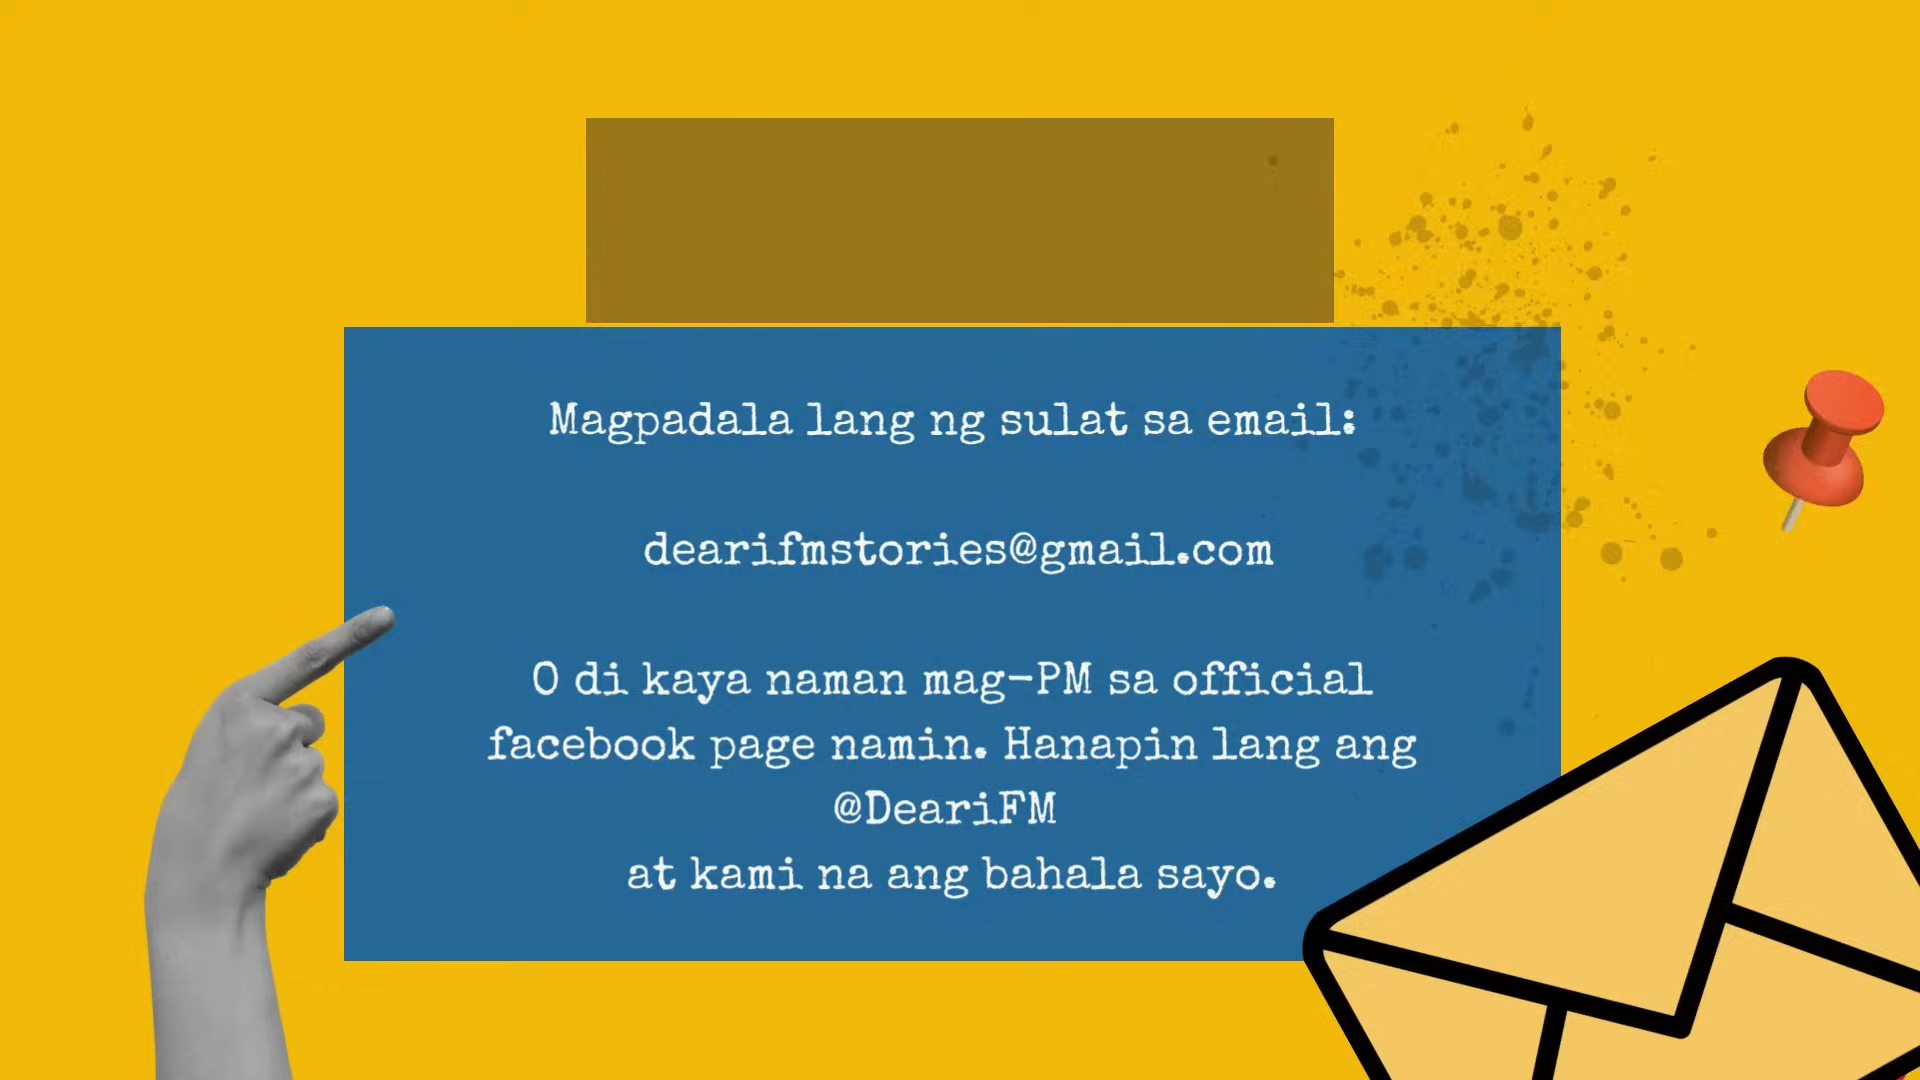 Magpadala lang ng sulat sa email:
dearifmstories@gmail.com
O di kaya naman mag-PM sa official
facebook page namin. Hanapin lang ang
@DeariFM
at kami na ang bahala sayo.